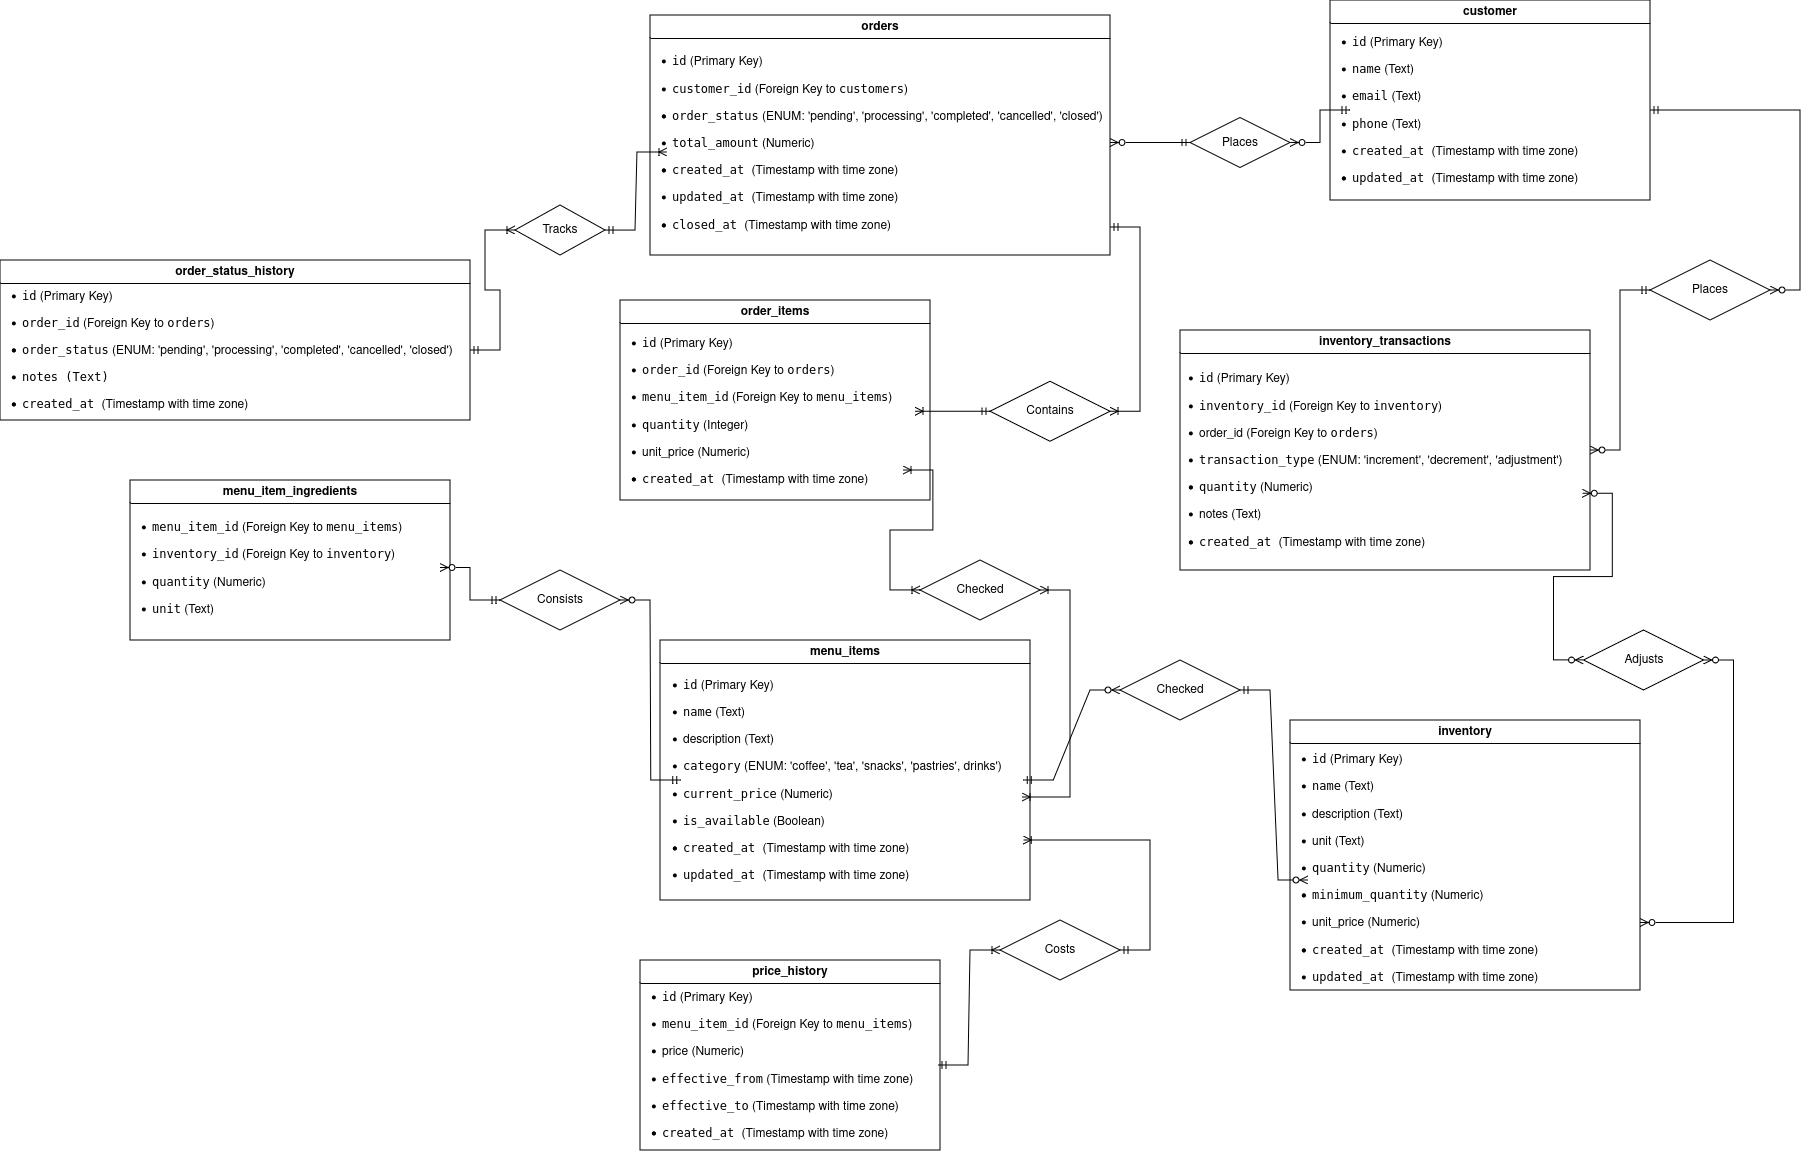 orders
• id (Primary Key)
• customer_id (Foreign Key to customers)
• order_status (ENUM: 'pending', 'processing', 'completed', 'cancelled', 'closed')
• total_amount (Numeric)
• created_at (Timestamp with time zone)
• updated_at (Timestamp with time zone)
• closed_at (Timestamp with time zone)
customer
• id (Primary Key)
• name (Text)
• email (Text)
• phone (Text)
• created_at (Timestamp with time zone)
• updated_at (Timestamp with time zone)
Places
Tracks
order_status_history
• id (Primary Key)
• order_id (Foreign Key to orders)
• order_status (ENUM: 'pending', 'processing', 'completed', 'cancelled', 'closed')
• notes (Text)
• created_at (Timestamp with time zone)
order_items
• id (Primary Key)
• order_id (Foreign Key to orders)
• menu_item_id (Foreign Key to menu_items)
• quantity (Integer)
• unit_price (Numeric)
• created_at (Timestamp with time zone)
Contains
Places
inventory_transactions
• id (Primary Key)
• inventory_id (Foreign Key to inventory)
• order_id (Foreign Key to orders)
• transaction_type (ENUM: 'increment', 'decrement', 'adjustment')
• quantity (Numeric)
• notes (Text)
• created_at (Timestamp with time zone)
menu_item_ingredients
• menu_item_id (Foreign Key to menu_items)
• inventory_id (Foreign Key to inventory)
• quantity (Numeric)
• unit (Text)
Consists
Checked
menu_items
• id (Primary Key)
• name (Text)
• description (Text)
• category (ENUM: 'coffee', 'tea', 'snacks', 'pastries', drinks')
• current_price (Numeric)
• is_available (Boolean)
• created_at (Timestamp with time zone)
• updated_at (Timestamp with time zone)
Checked
Adjusts
inventory
• id (Primary Key)
• name (Text)
• description (Text)
• unit (Text)
• quantity (Numeric)
• minimum_quantity (Numeric)
• unit_price (Numeric)
• created_at (Timestamp with time zone)
• updated_at (Timestamp with time zone)
Costs
price_history
• id (Primary Key)
• menu_item_id (Foreign Key to menu_items)
• price (Numeric)
• effective_from (Timestamp with time zone)
• effective_to (Timestamp with time zone)
• created_at (Timestamp with time zone)